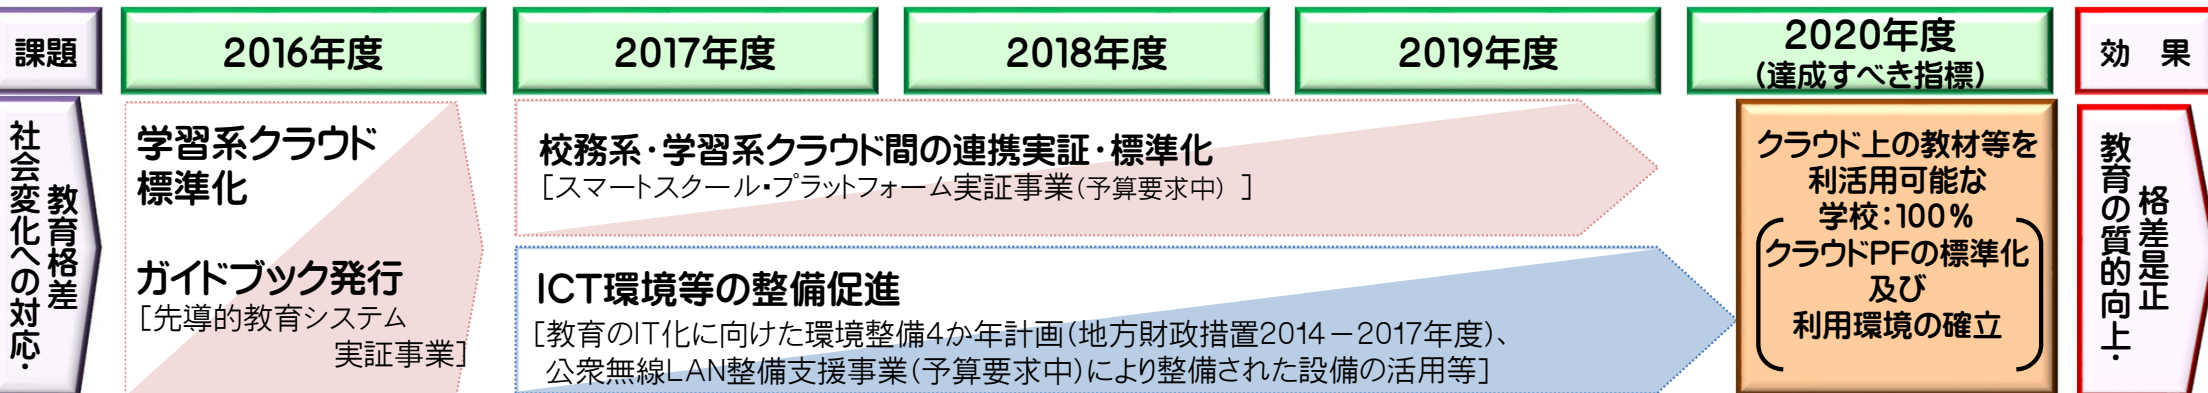 課題
2016年度
2017年度
2018年度
2019年度
2020年度
(達成すべき指標)
効　果
社会変化への対応・
教育格差
学習系クラウド
標準化
ガイドブック発行
[先導的教育システム
実証事業]
校務系・学習系クラウド間の連携実証・標準化
[スマートスクール・プラットフォーム実証事業(予算要求中) ]
ICT環境等の整備促進
[教育のIT化に向けた環境整備4か年計画(地方財政措置2014－2017年度)、
公衆無線LAN整備支援事業(予算要求中)により整備された設備の活用等]
クラウド上の教材等を
利活用可能な
学校：100％
クラウドPFの標準化
及び
利用環境の確立
教育の質的向上・
格差是正